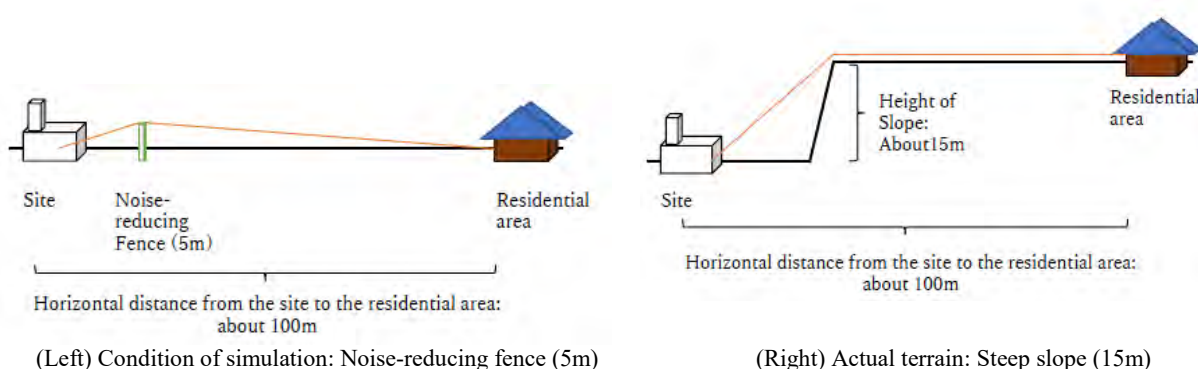 Site
Noise-
reducing
Fence (5m)
Residential
area
Horizontal distance from the site to the residential area:
about 100m
(Left) Condition of simulation: Noise-reducing fence (5m)
Height of
Slope:
About15m
Residential
area
Site
Horizontal distance from the site to the residential area:
about 100m
(Right) Actual terrain: Steep slope (15m)